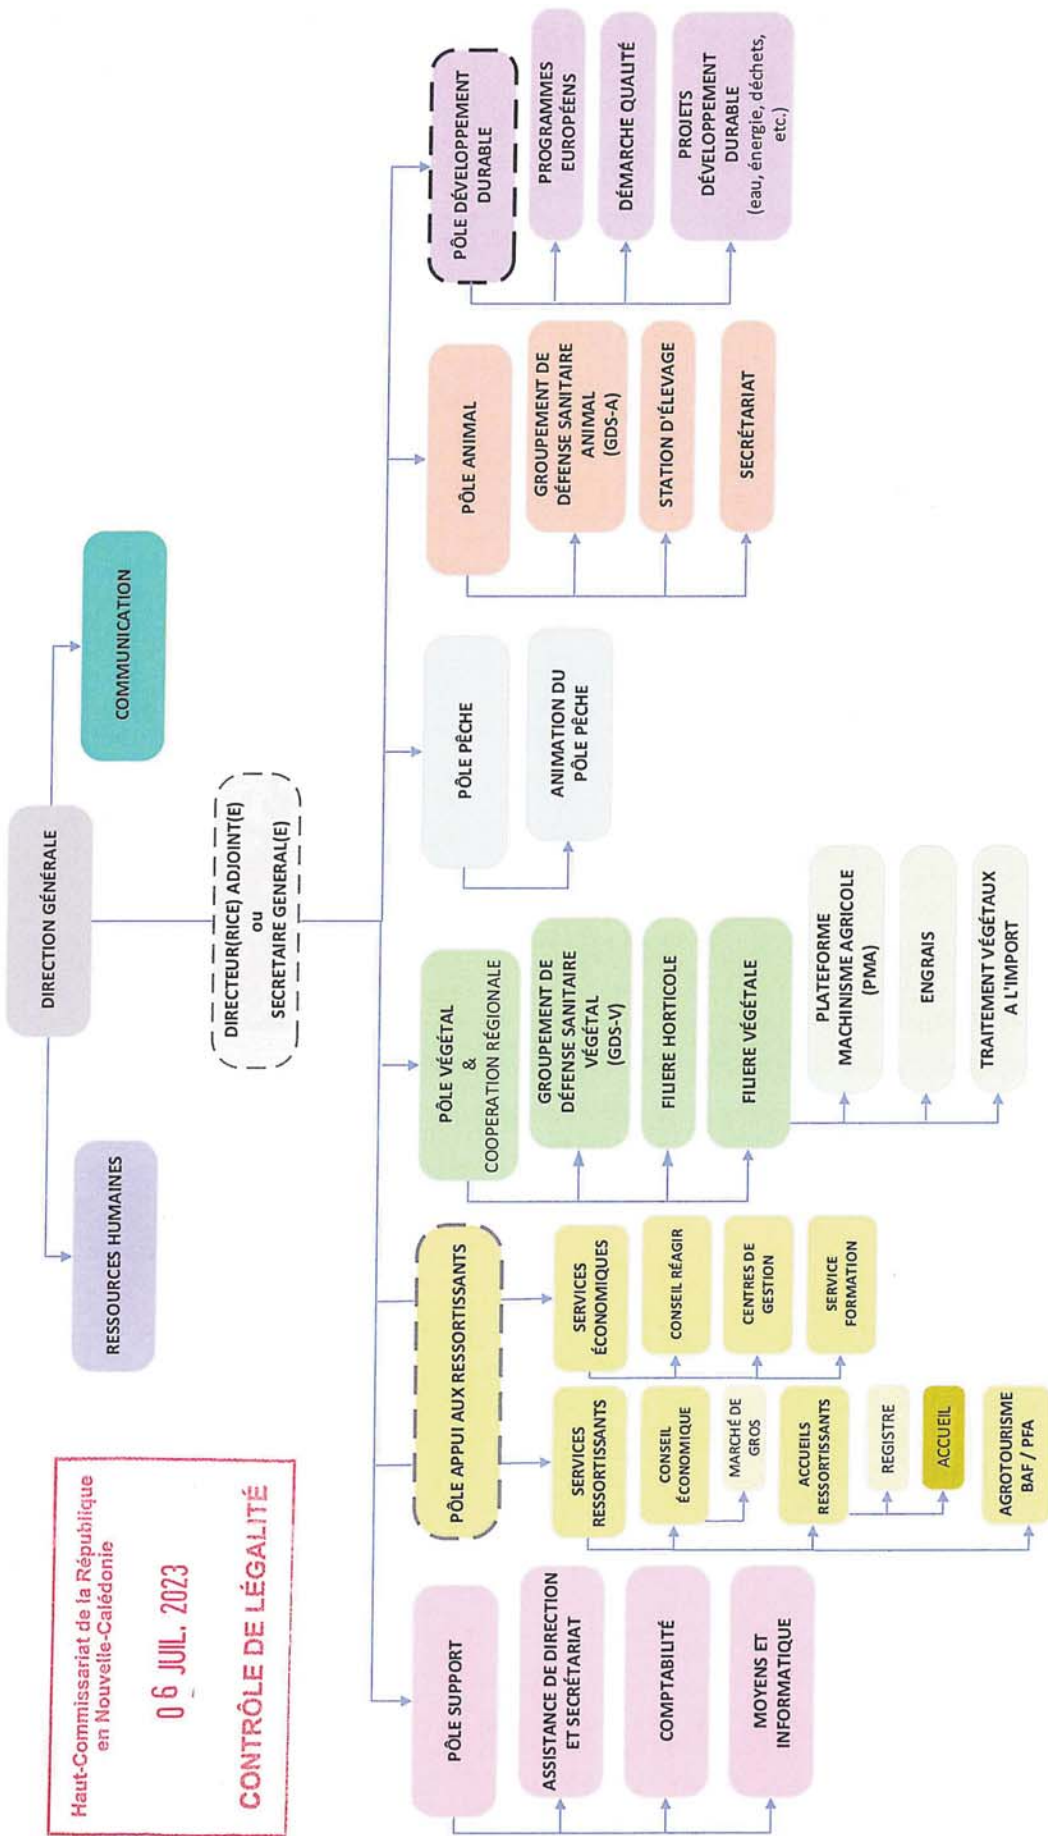 Haut-Commissariat de la République
en Nouvelle-Calédonie
06 JUIL. 2023
CONTRÔLE DE LÉGALITÉ
DIRECTION GÉNÉRALE
RESSOURCES HUMAINES
COMMUNICATION
DIRECTEUR(RICE) ADJOINT(E)
ou
SECRETAIRE GENERAL(E)
PÔLE SUPPORT
ASSISTANCE DE DIRECTION
ET SECRÉTARIAT
COMPTABILITÉ
MOYENS ET
INFORMATIQUE
PÔLE APPUI AUX RESSORTISSANTS
SERVICES
RESSORTISSANTS
CONSEIL
ÉCONOMIQUE
MARCHÉ DE
GROS
ACCUEILS
RESSORTISSANTS
REGISTRE
ACCUEIL
AGROTOURISME
BAF / PFA
SERVICES
ÉCONOMIQUES
CONSEIL RÉAGIR
CENTRES DE
GESTION
SERVICE
FORMATION
PÔLE VÉGÉTAL
&
COOPERATION RÉGIONALE
GROUPEMENT DE
DÉFENSE SANITAIRE
VÉGÉTAL
(GDS-V)
FILIERE HORTICOLE
FILIERE VÉGÉTALE
PLATEFORME
MACHINISME AGRICOLE
(PMA)
ENGRAIS
TRAITEMENT VÉGÉTAUX
A L'IMPORT
PÔLE PÊCHE
ANIMATION DU
PÔLE PÊCHE
PÔLE ANIMAL
GROUPEMENT DE
DÉFENSE SANITAIRE
ANIMAL
(GDS-A)
STATION D'ÉLEVAGE
SECRÉTARIAT
PÔLE DÉVELOPPEMENT
DURABLE
PROGRAMMES
EUROPÉENS
DÉMARCHE QUALITÉ
PROJETS
DÉVELOPPEMENT
DURABLE
(eau, énergie, déchets,
etc.)